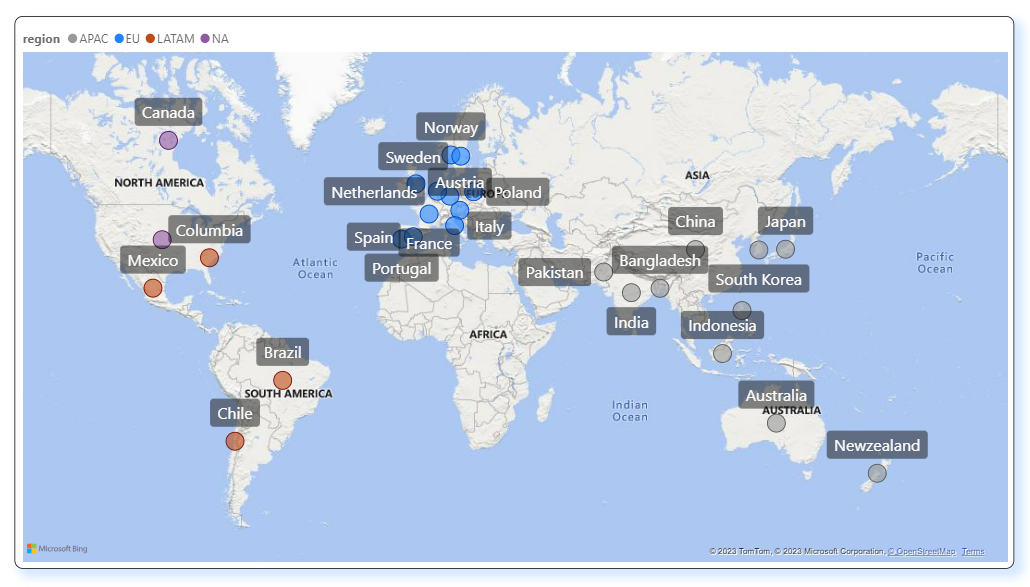 region APAC EU LATAM NA
Canada
Norway
Sweden
NORTH AMERICA
ASIA
Austria
Netherlands
EURO
Poland
Columbia
China
Japan
Italy
Spain
France
Mexico
Bangladesh
Pacific
Ocean
Atlantic
Ocean
Portugal
Pakistan
South Korea
India
Indonesia
AFRICA
Brazil
SOUTH AMERICA
Australia
AUSTRALIA
Indian
Ocean
Chile
Newzealand
Microsoft Bing
© 2023 TomTom, © 2023 Microsoft Corporation, © OpenStreetMap Terms